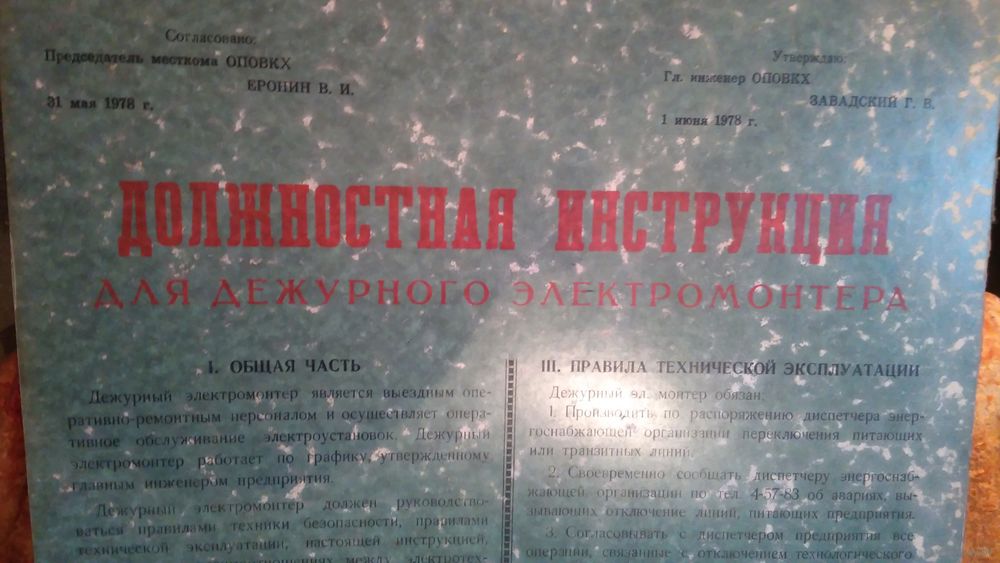 Согласовано:
Председатель месткома ОПОВКХ
ЕРОНИН В. И.
31 мая 1978 г.
Утверждаю:
Гл. инженер ОПОВКХ
ЗАВАДСКИЙ Г. В.
1 июня 1978 г.
ДОЛЖНОСТНАЯ ИНСТРУКЦИЯ
ДЛЯ ДЕЖУРНОГО ЭЛЕКТРОМОНТЕРА
I. ОБЩАЯ ЧАСТЬ
Дежурный электромонтер является выездным опе-
ративно-ремонтным персоналом и осуществляет опера-
тивное обслуживание электроустановок. Дежурный
электромонтер работает по графику, утвержденному
главным инженером предприятия.
Дежурный электромонтер должен руководство-
ваться правилами техники безопасности, правилами
технической эксплуатации, настоящей инструкцией,
между электротех-
III. ПРАВИЛА ТЕХНИЧЕСКОЙ ЭКСПЛУАТАЦИИ
Дежурный эл. монтер обязан:
1. Производить по распоряжению диспетчера энер-
госнабжающей организации переключения питающих
или транзитных линий.
2. Своевременно сообщать диспетчеру энергоснаб-
жающей организации по тел. 4-57-83 об авариях, вы-
зывающих отключение линий, питающих предприятия.
3. Согласовывать с диспетчером предприятия все
операции, связанные с отключением технологического